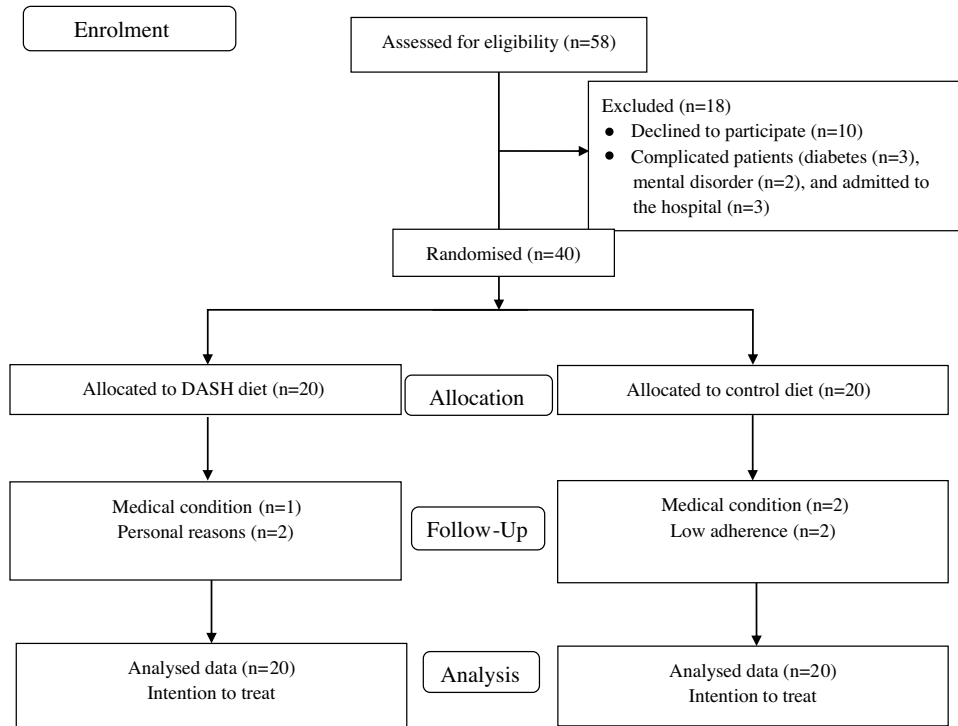 Enrolment
Assessed for eligibility (n=58)
Excluded (n=18)
● Declined to participate (n=10)
● Complicated patients (diabetes (n=3),
mental disorder (n=2), and admitted to
the hospital (n=3)
Randomised (n=40)
Allocated to DASH diet (n=20)
Allocation
Allocated to control diet (n=20)
Medical condition (n=1)
Personal reasons (n=2)
Follow-Up
Medical condition (n=2)
Low adherence (n=2)
Analysed data (n=20)
Intention to treat
Analysis
Analysed data (n=20)
Intention to treat